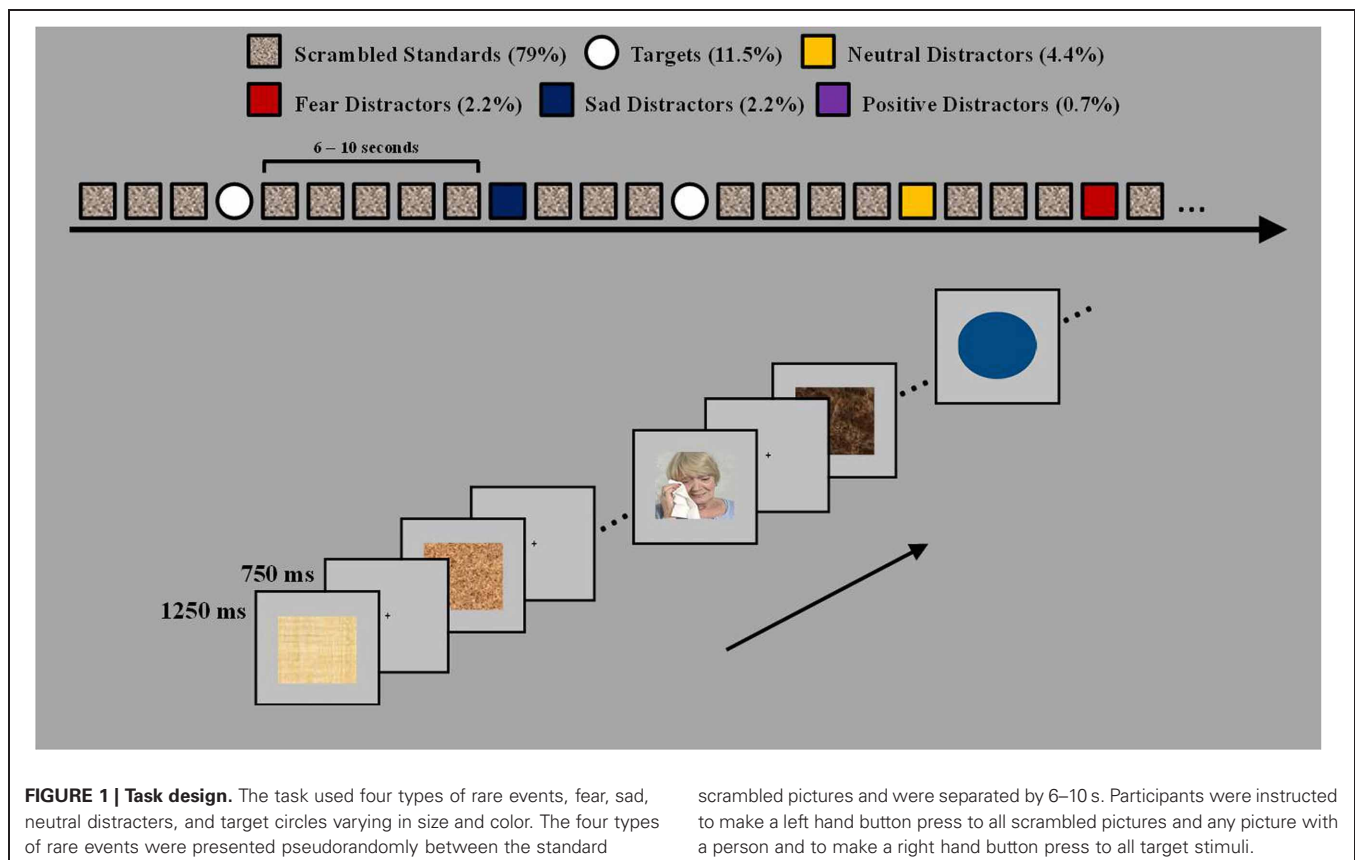 Scrambled Standards (79%) Targets (11.5%) Neutral Distractors (4.4%)
Fear Distractors (2.2%) Sad Distractors (2.2%) Positive Distractors (0.7%)
6 – 10 seconds
...
750 ms
1250 ms
FIGURE 1 | Task design. The task used four types of rare events, fear, sad,
neutral distracters, and target circles varying in size and color. The four types
of rare events were presented pseudorandomly between the standard
scrambled pictures and were separated by 6–10 s. Participants were instructed
to make a left hand button press to all scrambled pictures and any picture with
a person and to make a right hand button press to all target stimuli.